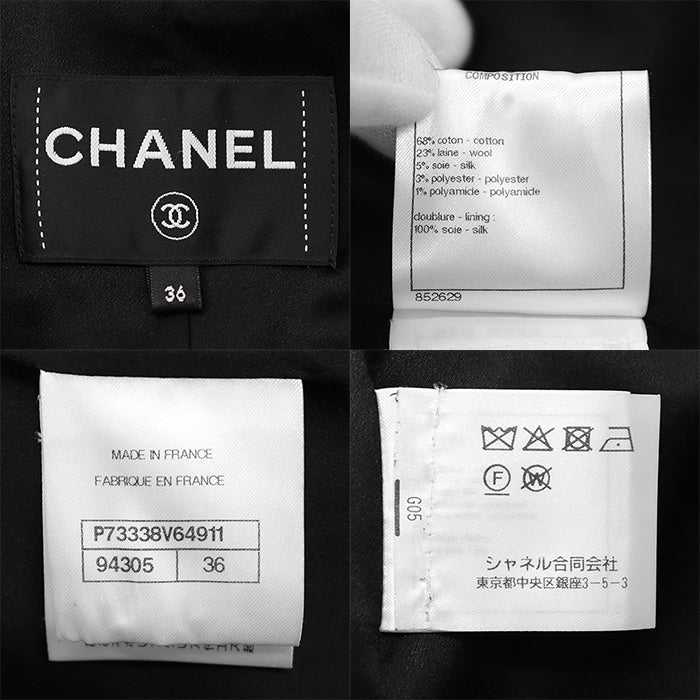 CHANEL
36
COMPOSITION
68% coton - cotton
23% laine - wool
5% soie - silk
3% polyester - polyester
1% polyamide - polyamide
doublure - lining :
100% soie - silk
852629
MADE IN FRANCE
FABRIQUE EN FRANCE
P73338V64911
94305 36
G05
F W
シャネル合同会社
東京都中央区銀座3-5-3